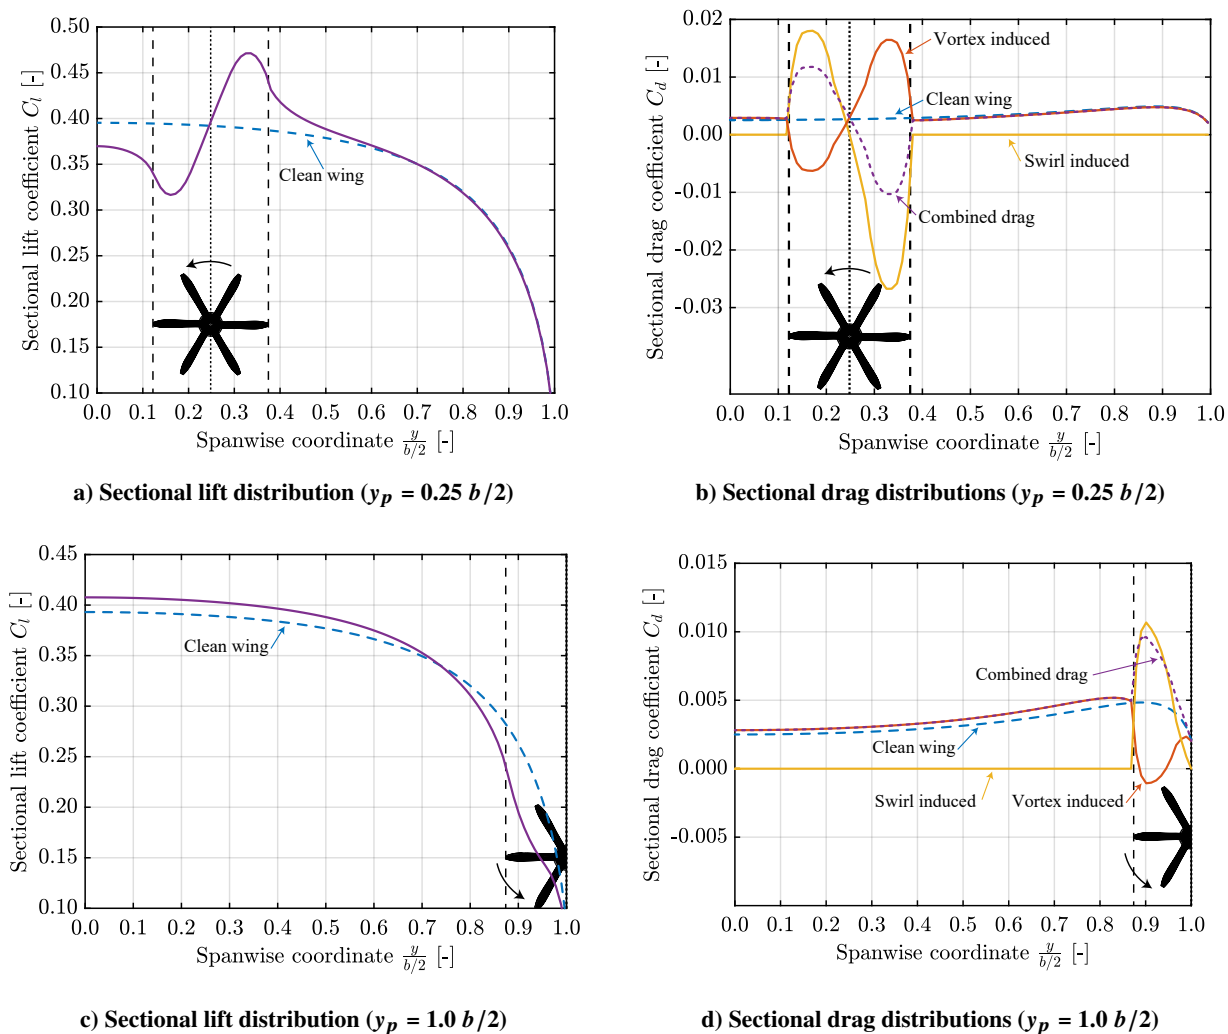 0.50
0.45
0.40
0.35
0.30
0.25
0.20
0.15
0.10
Sectional lift coefficient C_l [-]
Clean wing
0.0 0.1 0.2 0.3 0.4 0.5 0.6 0.7 0.8 0.9 1.0
Spanwise coordinate y/b/2 [-]
a) Sectional lift distribution (y_p = 0.25 b/2)
0.02
0.01
0.00
-0.01
-0.02
-0.03
Sectional drag coefficient C_d [-]
Vortex induced
Clean wing
Swirl induced
Combined drag
0.0 0.1 0.2 0.3 0.4 0.5 0.6 0.7 0.8 0.9 1.0
Spanwise coordinate y/b/2 [-]
b) Sectional drag distributions (y_p = 0.25 b/2)
0.45
0.40
0.35
0.30
0.25
0.20
0.15
0.10
Sectional lift coefficient C_l [-]
Clean wing
0.0 0.1 0.2 0.3 0.4 0.5 0.6 0.7 0.8 0.9 1.0
Spanwise coordinate y/b/2 [-]
c) Sectional lift distribution (y_p = 1.0 b/2)
0.015
0.010
0.005
0.000
-0.005
Sectional drag coefficient C_d [-]
Combined drag
Clean wing
Swirl induced
Vortex induced
0.0 0.1 0.2 0.3 0.4 0.5 0.6 0.7 0.8 0.9 1.0
Spanwise coordinate y/b/2 [-]
d) Sectional drag distributions (y_p = 1.0 b/2)